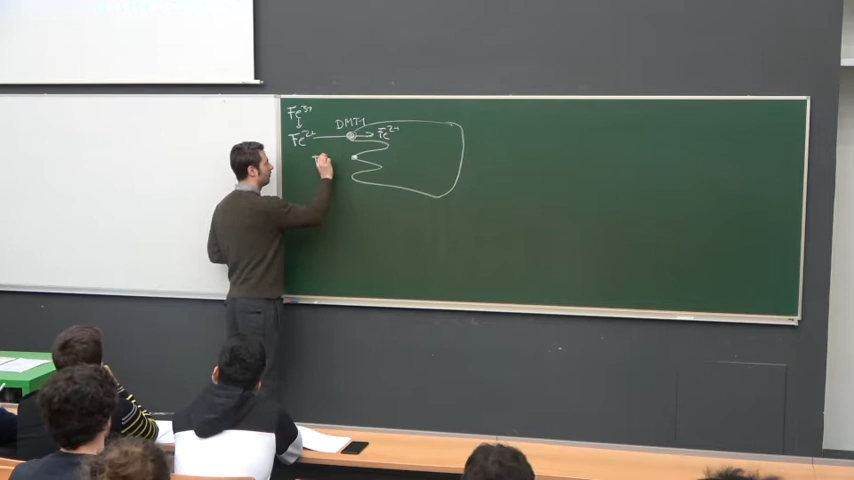 Fe³⁺
↓
DMT-1
Fe²⁺ → Fe²⁺